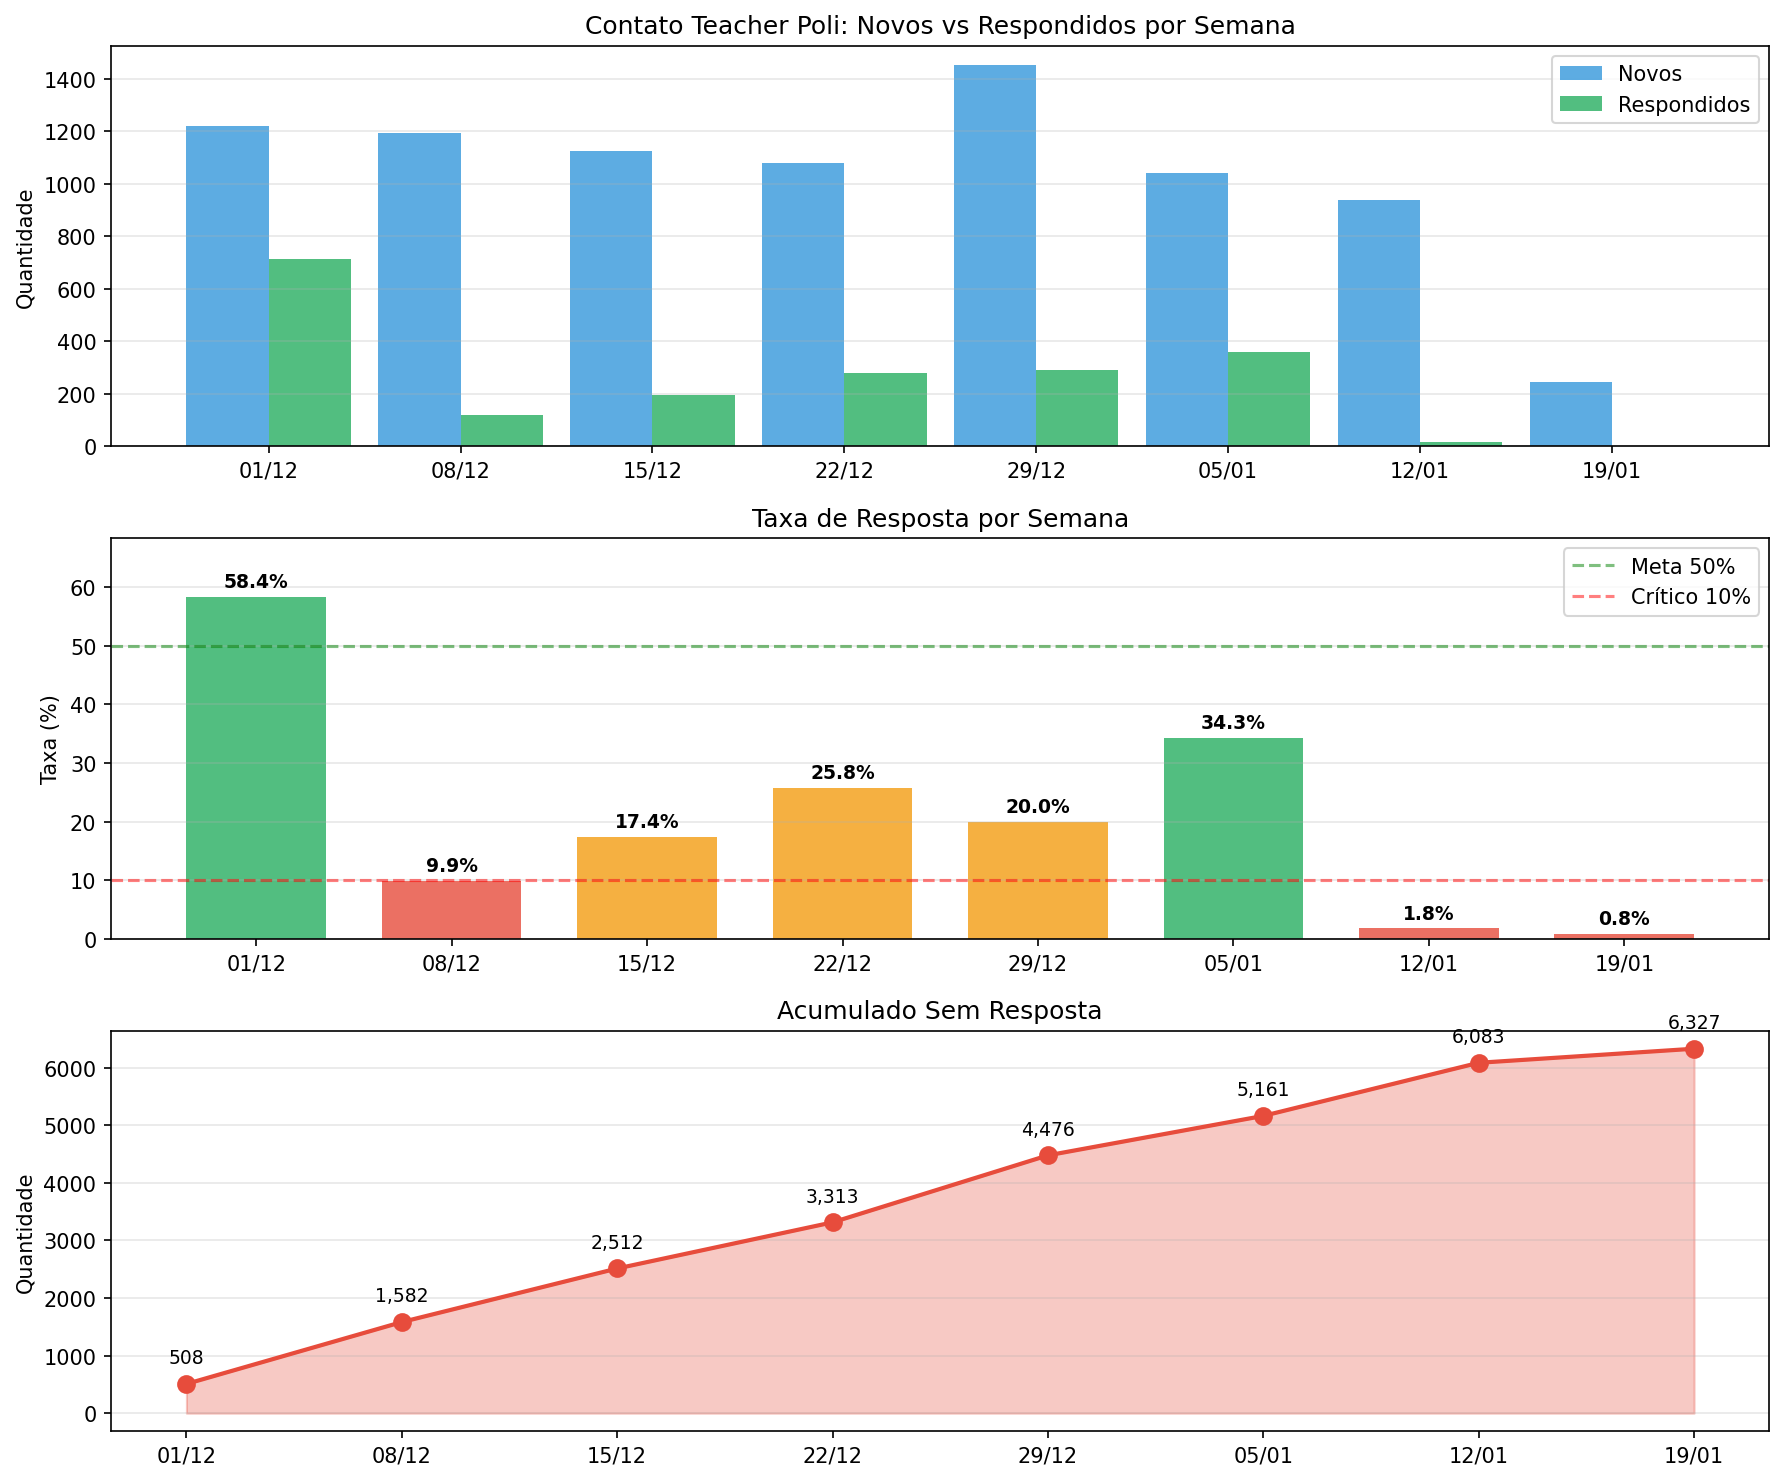 Contato Teacher Poli: Novos vs Respondidos por Semana
Quantidade
1400
1200
1000
800
600
400
200
0
Novos
Respondidos
01/12 08/12 15/12 22/12 29/12 05/01 12/01 19/01
Taxa de Resposta por Semana
Taxa (%)
60
50
40
30
20
10
0
Meta 50%
Crítico 10%
58.4% 9.9% 17.4% 25.8% 20.0% 34.3% 1.8% 0.8%
01/12 08/12 15/12 22/12 29/12 05/01 12/01 19/01
Acumulado Sem Resposta
Quantidade
6000
5000
4000
3000
2000
1000
0
508 1,582 2,512 3,313 4,476 5,161 6,083 6,327
01/12 08/12 15/12 22/12 29/12 05/01 12/01 19/01